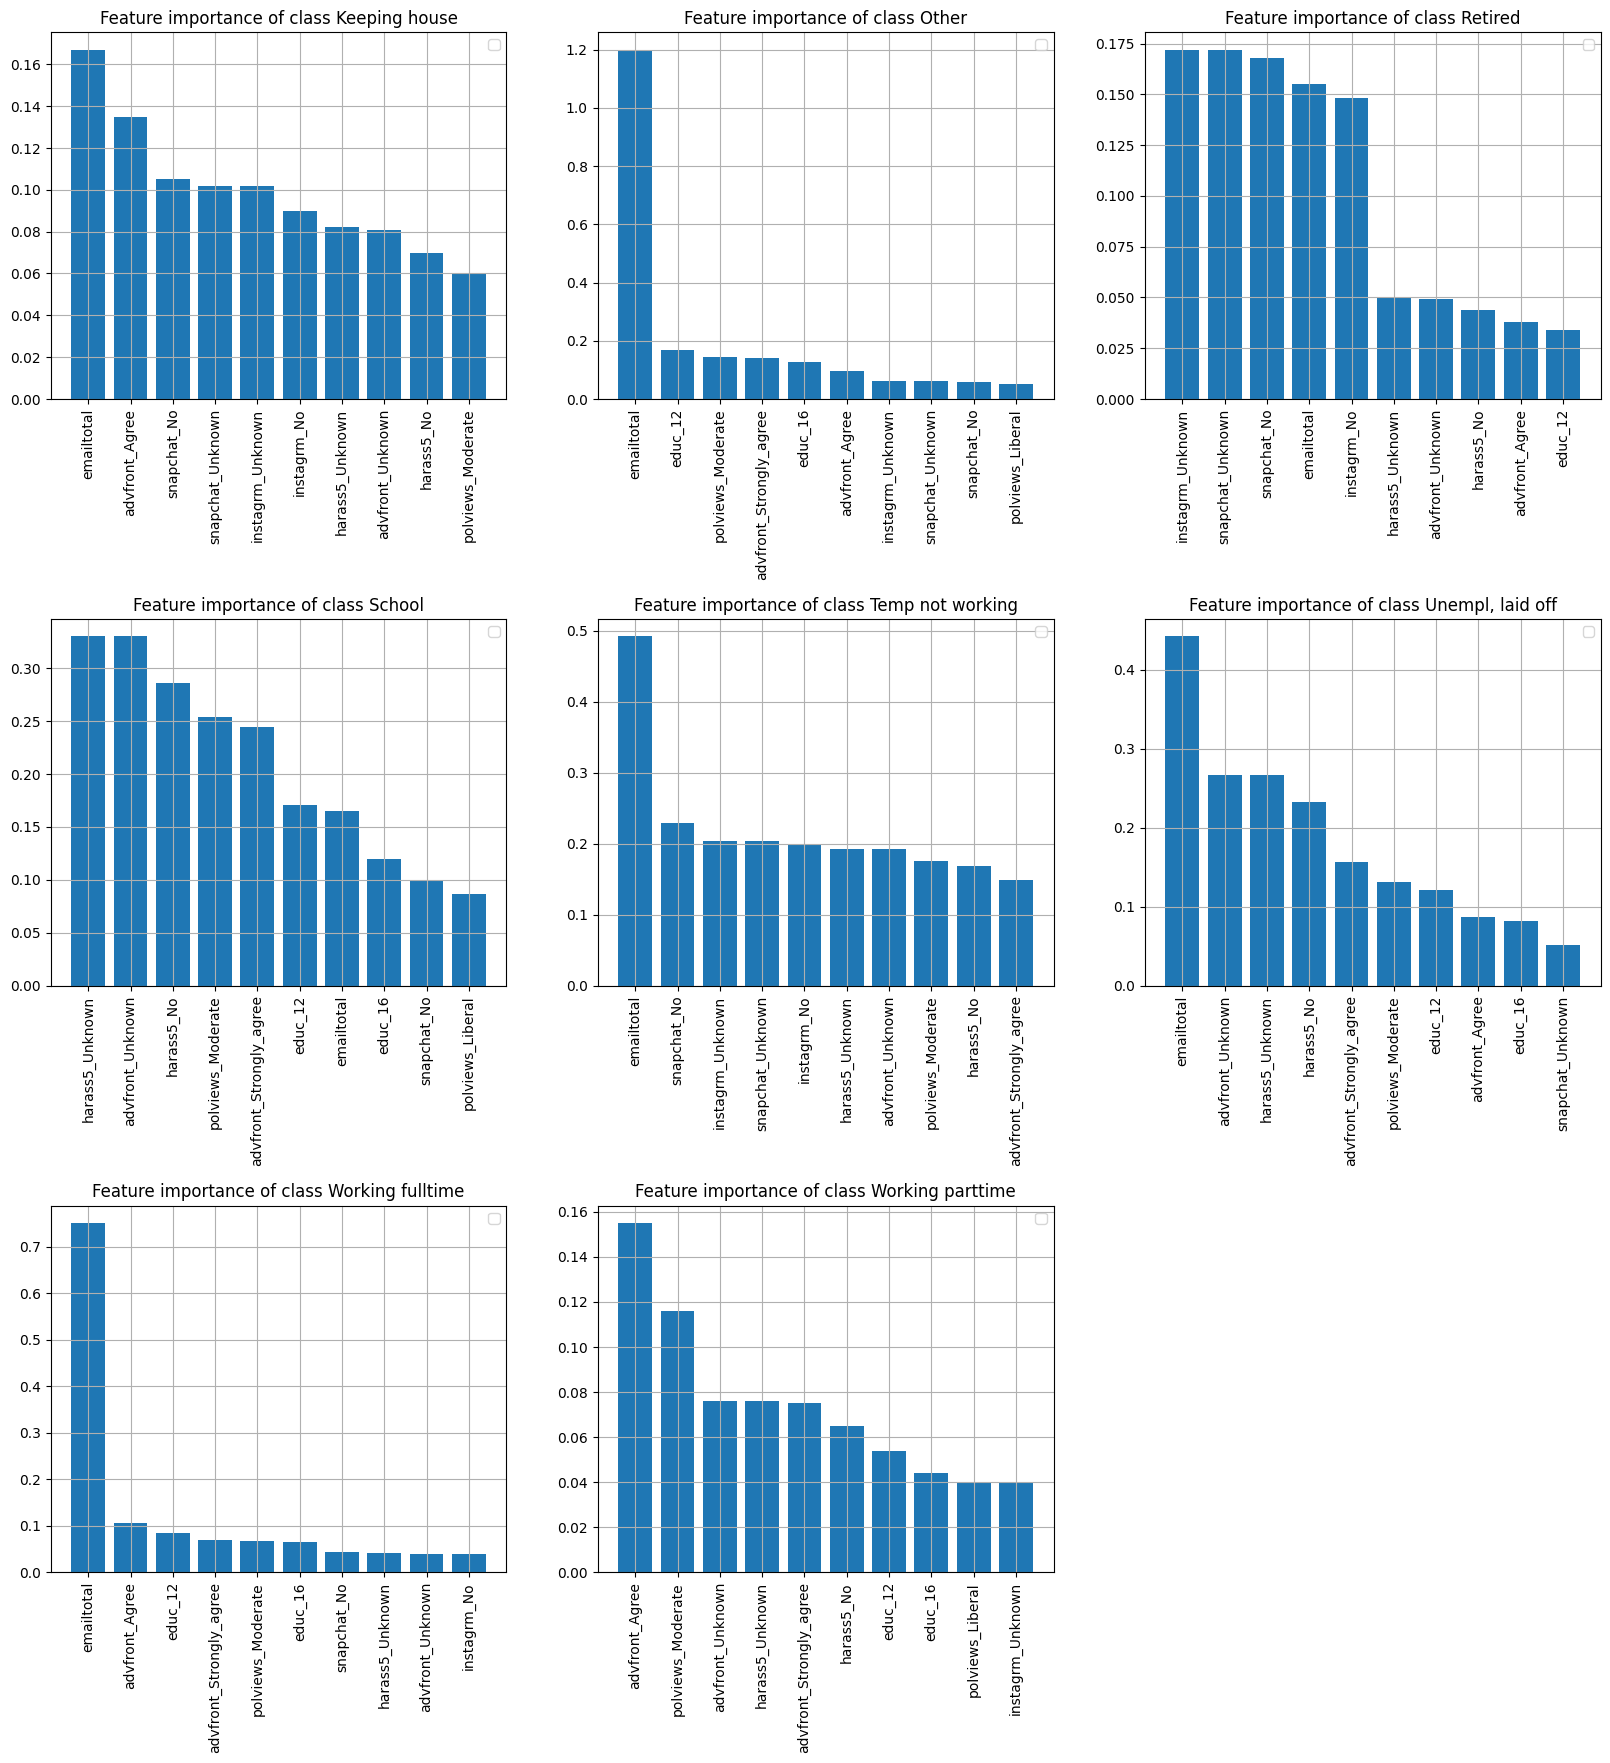 Feature importance of class Keeping house
0.16
0.14
0.12
0.10
0.08
0.06
0.04
0.02
0.00
emailtotal
advfront_Agree
snapchat_No
snapchat_Unknown
instagrm_Unknown
instagrm_No
harass5_Unknown
advfront_Unknown
harass5_No
polviews_Moderate
Feature importance of class Other
1.2
1.0
0.8
0.6
0.4
0.2
0.0
emailtotal
educ_12
polviews_Moderate
advfront_Strongly_agree
educ_16
advfront_Agree
instagrm_Unknown
snapchat_Unknown
snapchat_No
polviews_Liberal
Feature importance of class Retired
0.175
0.150
0.125
0.100
0.075
0.050
0.025
0.000
instagrm_Unknown
snapchat_Unknown
snapchat_No
emailtotal
instagrm_No
harass5_Unknown
advfront_Unknown
harass5_No
advfront_Agree
educ_12
Feature importance of class School
0.30
0.25
0.20
0.15
0.10
0.05
0.00
harass5_Unknown
advfront_Unknown
harass5_No
polviews_Moderate
advfront_Strongly_agree
educ_12
emailtotal
educ_16
snapchat_No
polviews_Liberal
Feature importance of class Temp not working
0.5
0.4
0.3
0.2
0.1
0.0
emailtotal
snapchat_No
instagrm_Unknown
snapchat_Unknown
instagrm_No
harass5_Unknown
advfront_Unknown
polviews_Moderate
harass5_No
advfront_Strongly_agree
Feature importance of class Unempl, laid off
0.4
0.3
0.2
0.1
0.0
emailtotal
advfront_Unknown
harass5_Unknown
harass5_No
advfront_Strongly_agree
polviews_Moderate
educ_12
advfront_Agree
educ_16
snapchat_Unknown
Feature importance of class Working fulltime
0.7
0.6
0.5
0.4
0.3
0.2
0.1
0.0
emailtotal
advfront_Agree
educ_12
advfront_Strongly_agree
polviews_Moderate
educ_16
snapchat_No
harass5_Unknown
advfront_Unknown
instagrm_No
Feature importance of class Working parttime
0.16
0.14
0.12
0.10
0.08
0.06
0.04
0.02
0.00
advfront_Agree
polviews_Moderate
advfront_Unknown
harass5_Unknown
advfront_Strongly_agree
harass5_No
educ_12
educ_16
polviews_Liberal
instagrm_Unknown